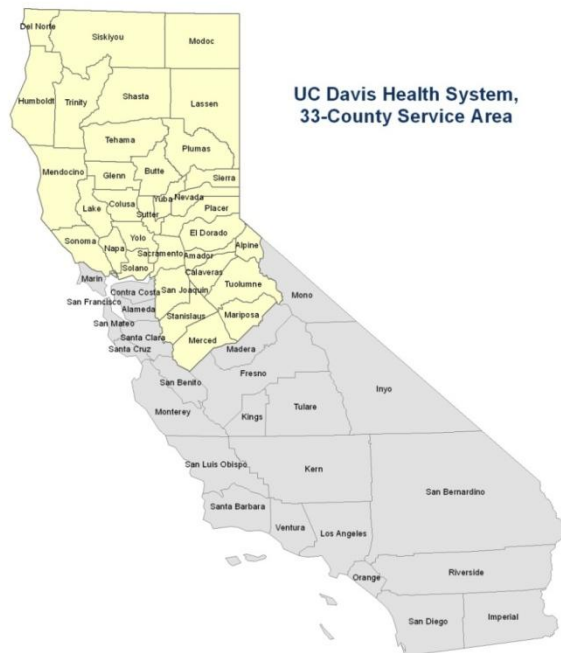 Del Norte
Siskiyou
Modoc
Humboldt
Trinity
Shasta
Lassen
UC Davis Health System,
33-County Service Area
Tehama
Plumas
Mendocino
Glenn
Butte
Sierra
Lake
Colusa
Sutter
Yuba
Nevada
Placer
Sonoma
Napa
Yolo
El Dorado
Sacramento
Amador
Alpine
Solano
Calaveras
Marin
Contra Costa
San Joaquin
Tuolumne
Mono
San Francisco
Alameda
San Mateo
Stanislaus
Mariposa
Santa Clara
Merced
Santa Cruz
Madera
San Benito
Fresno
Inyo
Monterey
Kings
Tulare
San Luis Obispo
Kern
San Bernardino
Santa Barbara
Ventura
Los Angeles
Orange
Riverside
San Diego
Imperial